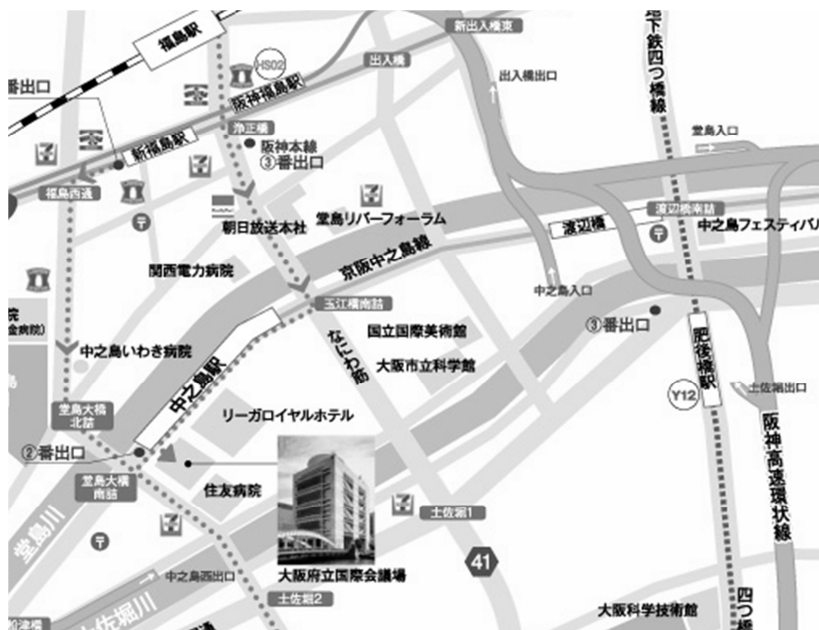 福島駅
新出入橋東
HS02
出入橋
地下鉄四つ橋線
番出口
阪神福島駅
出入橋出口
浄正橋
新福島駅
阪神本線
③番出口
堂島入口
福島西通
朝日放送本社
堂島リバーフォーラム
渡辺橋
渡辺橋南詰
中之島フェスティバル
関西電力病院
京阪中之島線
中之島入口
玉江橋南詰
院
金病院)
国立国際美術館
③番出口
肥後橋駅
中之島いわき病院
なにわ筋
大阪市立科学館
中之島駅
Y12
土佐堀出口
堂島大橋
北詰
リーガロイヤルホテル
②番出口
阪神高速環状線
堂島大橋
南詰
住友病院
土佐堀1
堂島川
41
中之島西出口
大阪府立国際会議場
土佐堀2
土佐堀川
船津橋
大阪科学技術館
四つ橋